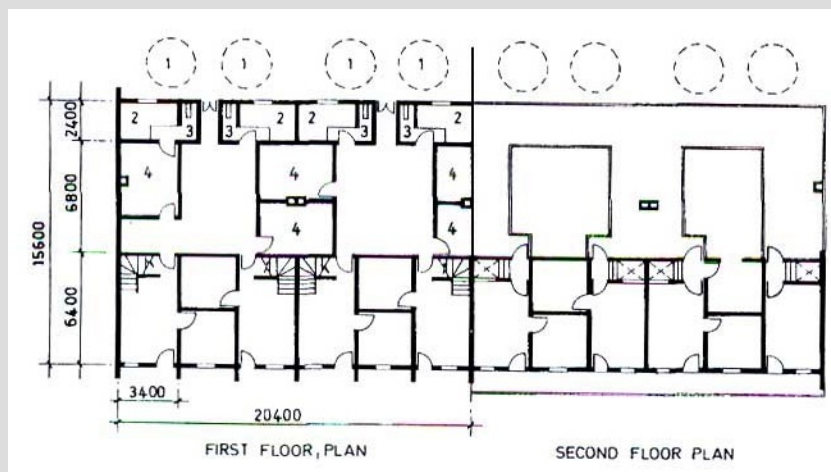 1 1 1 1
2 3 3 2 2 3 3 2
4 4 4
4 4
2400
6800
6400
15600
3400
20400
FIRST FLOOR, PLAN
SECOND FLOOR PLAN